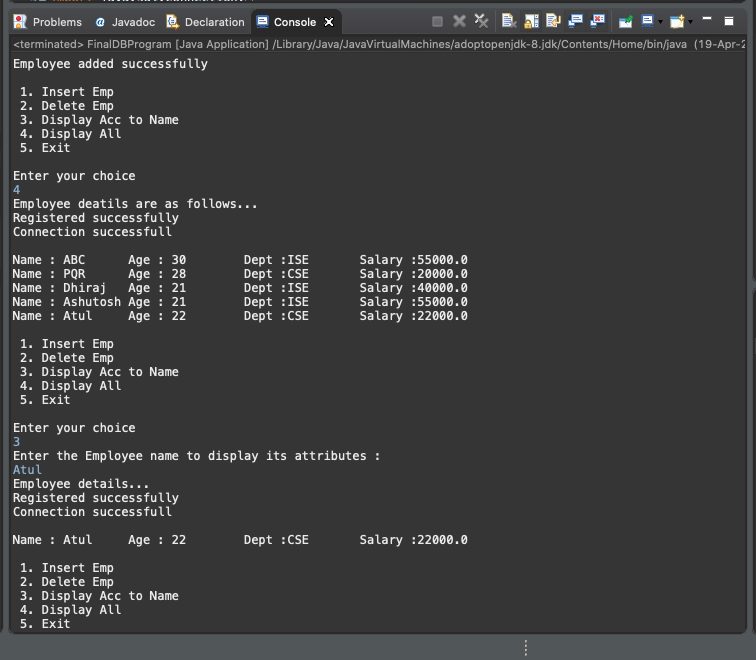 Problems @ Javadoc Declaration Console
<terminated> FinalDBProgram [Java Application] /Library/Java/JavaVirtualMachines/adoptopenjdk-8.jdk/Contents/Home/bin/java (19-Apr-2
Employee added successfully
1. Insert Emp
2. Delete Emp
3. Display Acc to Name
4. Display All
5. Exit
Enter your choice
4
Employee deatils are as follows...
Registered successfully
Connection successfull
Name : ABC Age : 30 Dept :ISE Salary :55000.0
Name : PQR Age : 28 Dept :CSE Salary :20000.0
Name : Dhiraj Age : 21 Dept :ISE Salary :40000.0
Name : Ashutosh Age : 21 Dept :ISE Salary :55000.0
Name : Atul Age : 22 Dept :CSE Salary :22000.0
1. Insert Emp
2. Delete Emp
3. Display Acc to Name
4. Display All
5. Exit
Enter your choice
3
Enter the Employee name to display its attributes :
Atul
Employee details...
Registered successfully
Connection successfull
Name : Atul Age : 22 Dept :CSE Salary :22000.0
1. Insert Emp
2. Delete Emp
3. Display Acc to Name
4. Display All
5. Exit